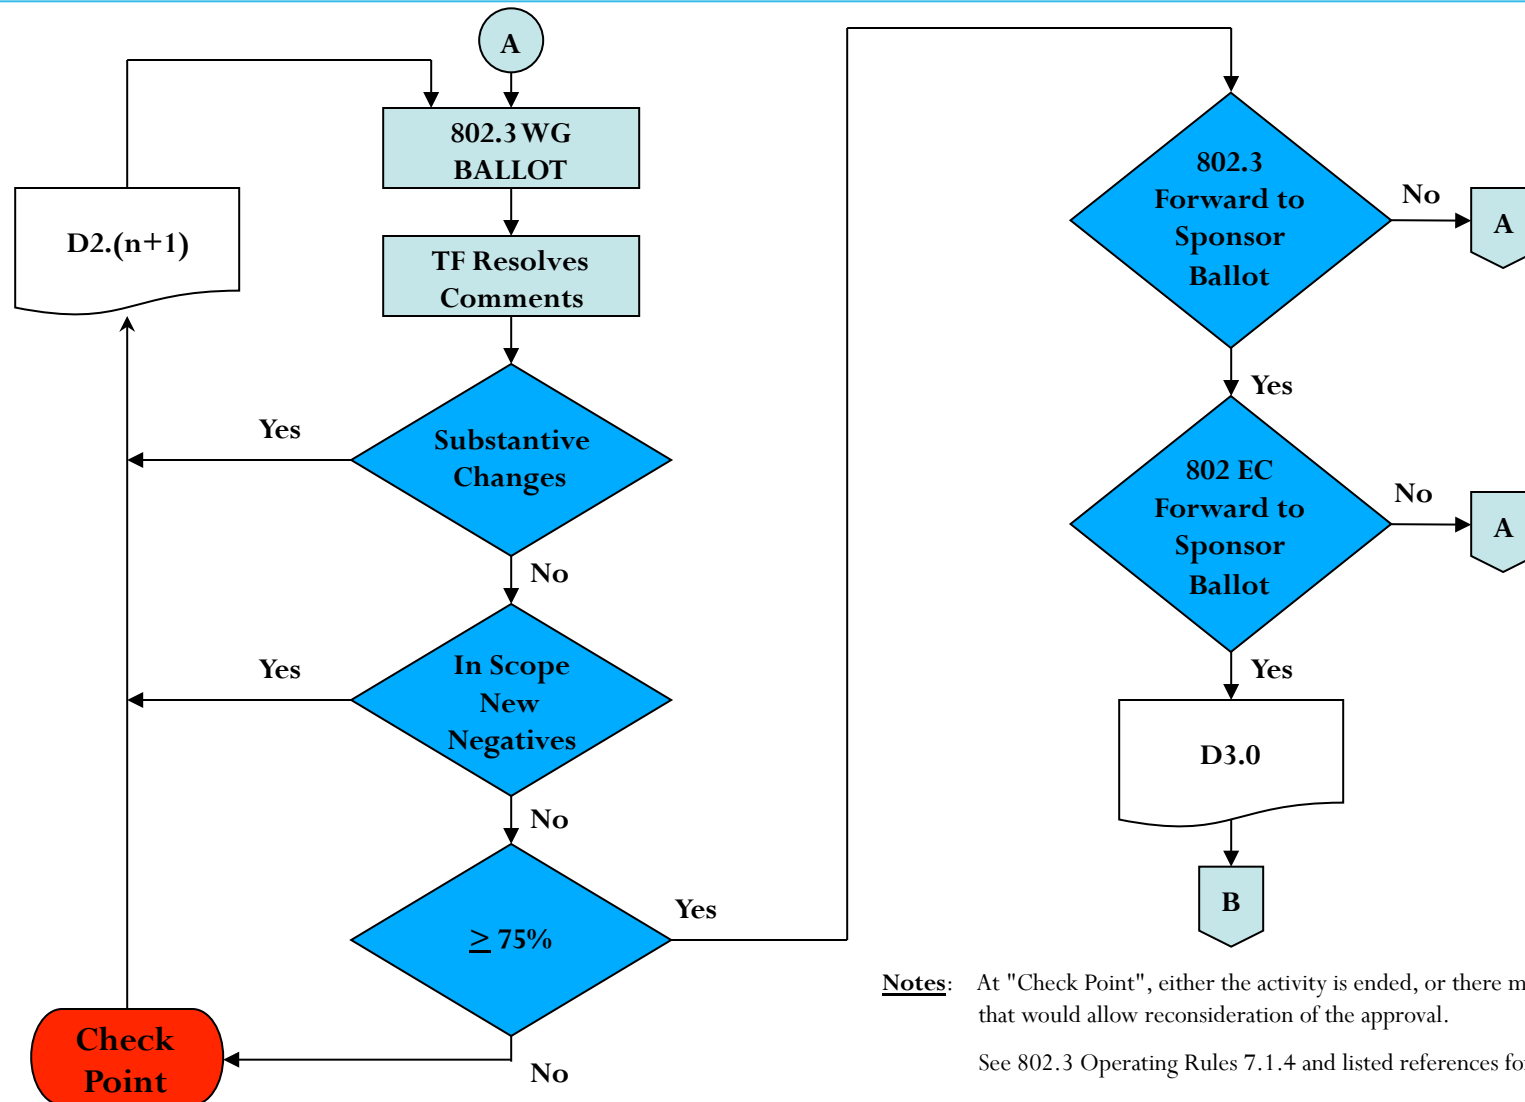 A
802.3 WG
BALLOT
D2.(n+1)
TF Resolves
Comments
Substantive
Changes
Yes
No
In Scope
New
Negatives
Yes
No
≥ 75%
Yes
No
Check
Point
802.3
Forward to
Sponsor
Ballot
No
A
Yes
802 EC
Forward to
Sponsor
Ballot
No
A
Yes
D3.0
B
Notes: At "Check Point", either the activity is ended, or there
that would allow reconsideration of the approval.
See 802.3 Operating Rules 7.1.4 and listed references